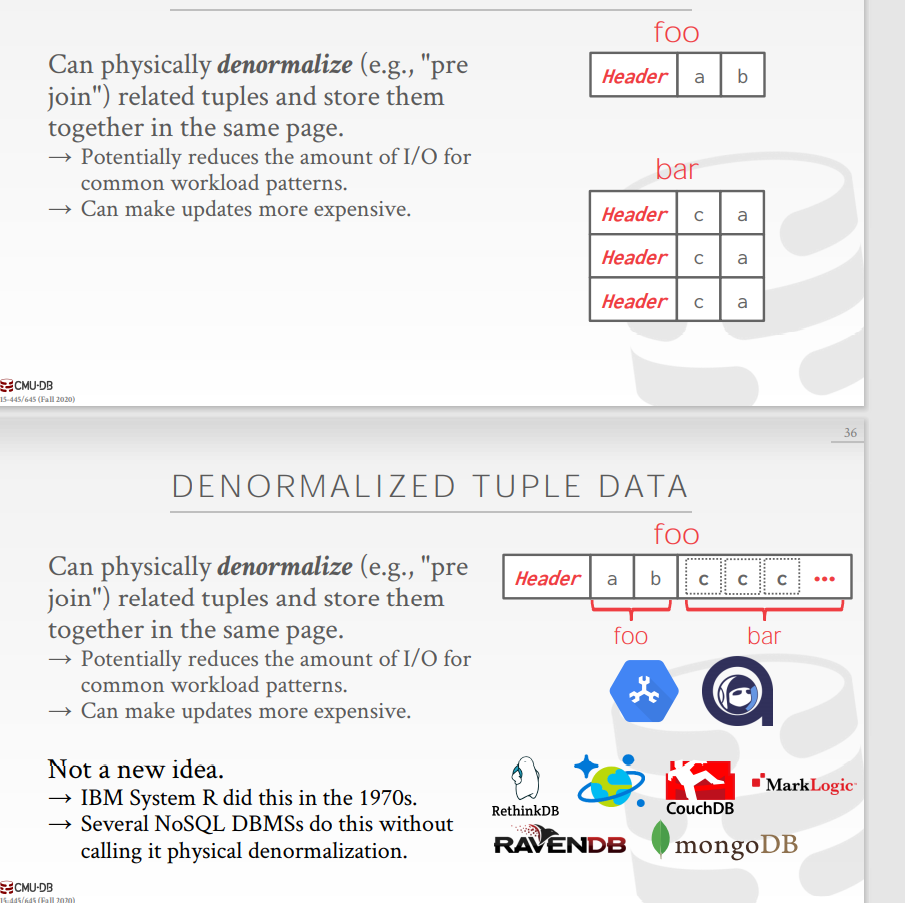 foo
Can physically denormalize (e.g., "pre
join") related tuples and store them
together in the same page.
→ Potentially reduces the amount of I/O for
common workload patterns.
→ Can make updates more expensive.
Header a b
bar
Header c a
Header c a
Header c a
CMU·DB
15-445/645 (Fall 2020)
36
DENORMALIZED TUPLE DATA
foo
Can physically denormalize (e.g., "pre
join") related tuples and store them
together in the same page.
→ Potentially reduces the amount of I/O for
common workload patterns.
→ Can make updates more expensive.
Header a b c c c •••
foo bar
Not a new idea.
→ IBM System R did this in the 1970s.
→ Several NoSQL DBMSs do this without
calling it physical denormalization.
RethinkDB
CouchDB
MarkLogic
RAVENDB
mongoDB
CMU·DB
15-445/645 (Fall 2020)